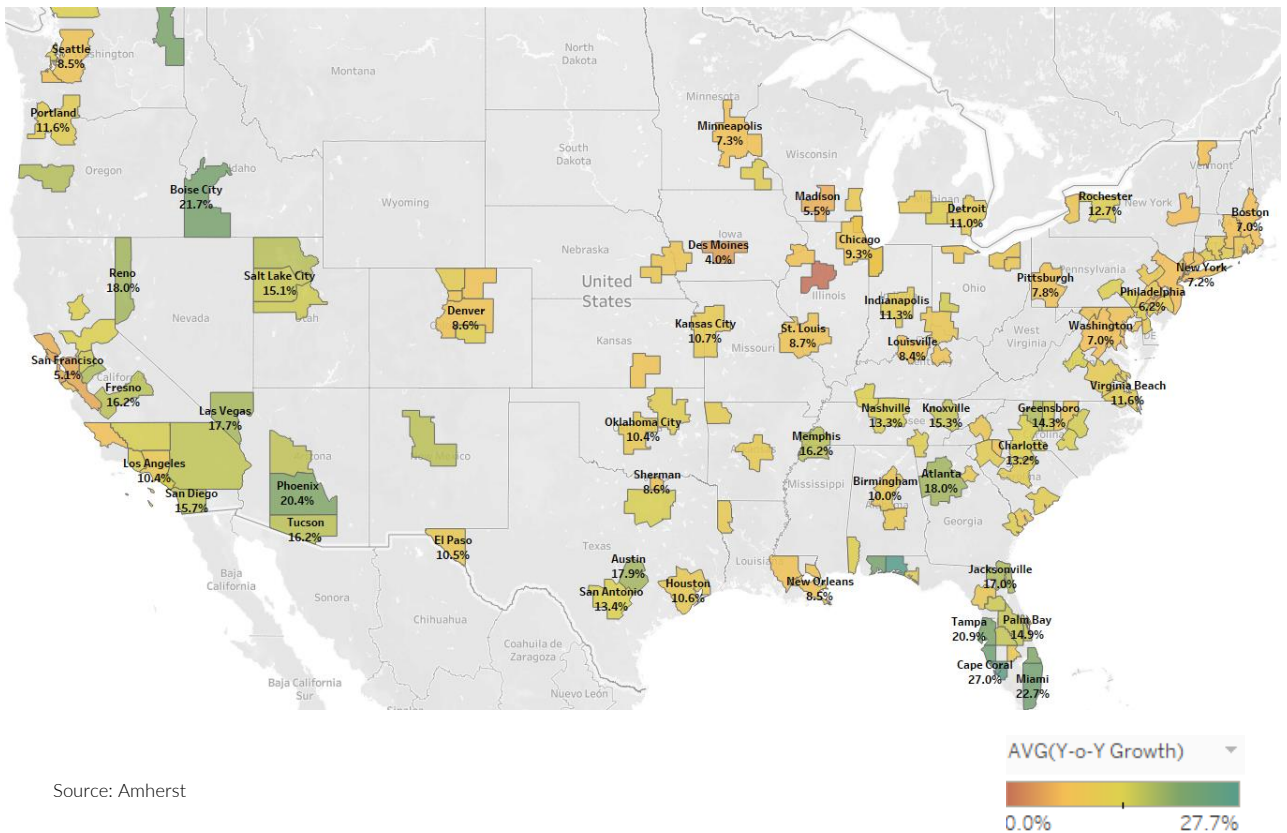 North
Dakota
Seattle
8.5%
Montana
Minnesota
Portland
11.6%
Minneapolis
7.3%
South
Dakota
Wisconsin
Vermont
Oregon
Boise City
21.7%
Wyoming
Madison
5.5%
Detroit
11.0%
Rochester
12.7%
New York
Boston
7.0%
Iowa
Des Moines
4.0%
Chicago
9.3%
Nebraska
Reno
18.0%
Salt Lake City
15.1%
Utah
United
States
Illinois
Pittsburgh
7.8%
Pennsylvania
New York
7.2%
Philadelphia
6.2%
Ohio
Indianapolis
11.3%
Nevada
Denver
8.6%
Kansas City
10.7%
Missouri
St. Louis
8.7%
Louisville
8.4%
West
Virginia
Washington
7.0%
DE
Kansas
San Francisco
5.1%
Fresno
16.2%
Virginia Beach
11.6%
Las Vegas
17.7%
Oklahoma City
10.4%
Nashville
13.3%
Knoxville
15.3%
Greensboro
14.3%
Memphis
16.2%
Charlotte
13.2%
Los Angeles
10.4%
Arizona
Phoenix
20.4%
San Diego
15.7%
Sherman
8.6%
Mississippi
Birmingham
10.0%
Atlanta
18.0%
Georgia
Tucson
16.2%
El Paso
10.5%
Texas
Baja
California
Sonora
Austin
17.9%
San Antonio
13.4%
Houston
10.6%
New Orleans
8.5%
Jacksonville
17.0%
Chihuahua
Tampa
20.9%
Palm Bay
14.9%
Coahuila de
Zaragoza
Cape Coral
27.0%
Miami
22.7%
Baja California
Sur
Nuevo León
AVG(Y-o-Y Growth)
0.0%
27.7%
Source: Amherst